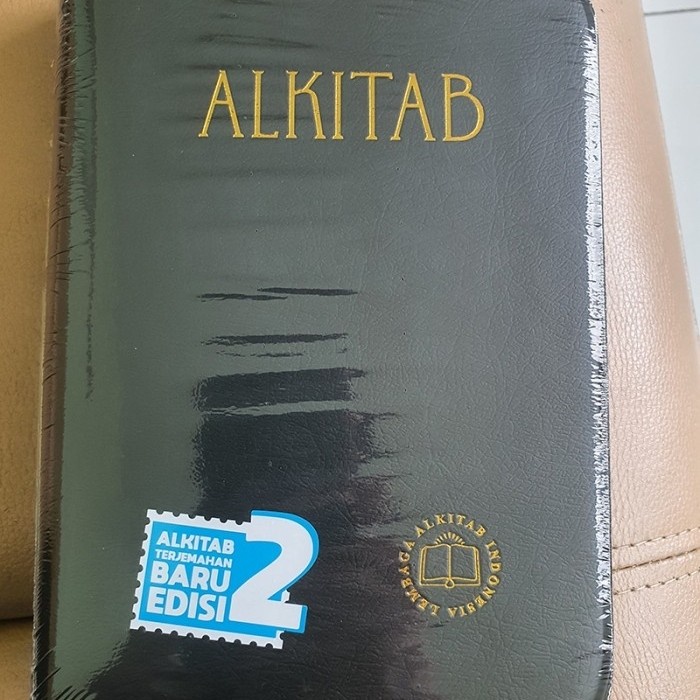 ALKITAB
ALKITAB
TERJEMAHAN
BARU
EDISI 2
LEMBAGA ALKITAB INDONESIA